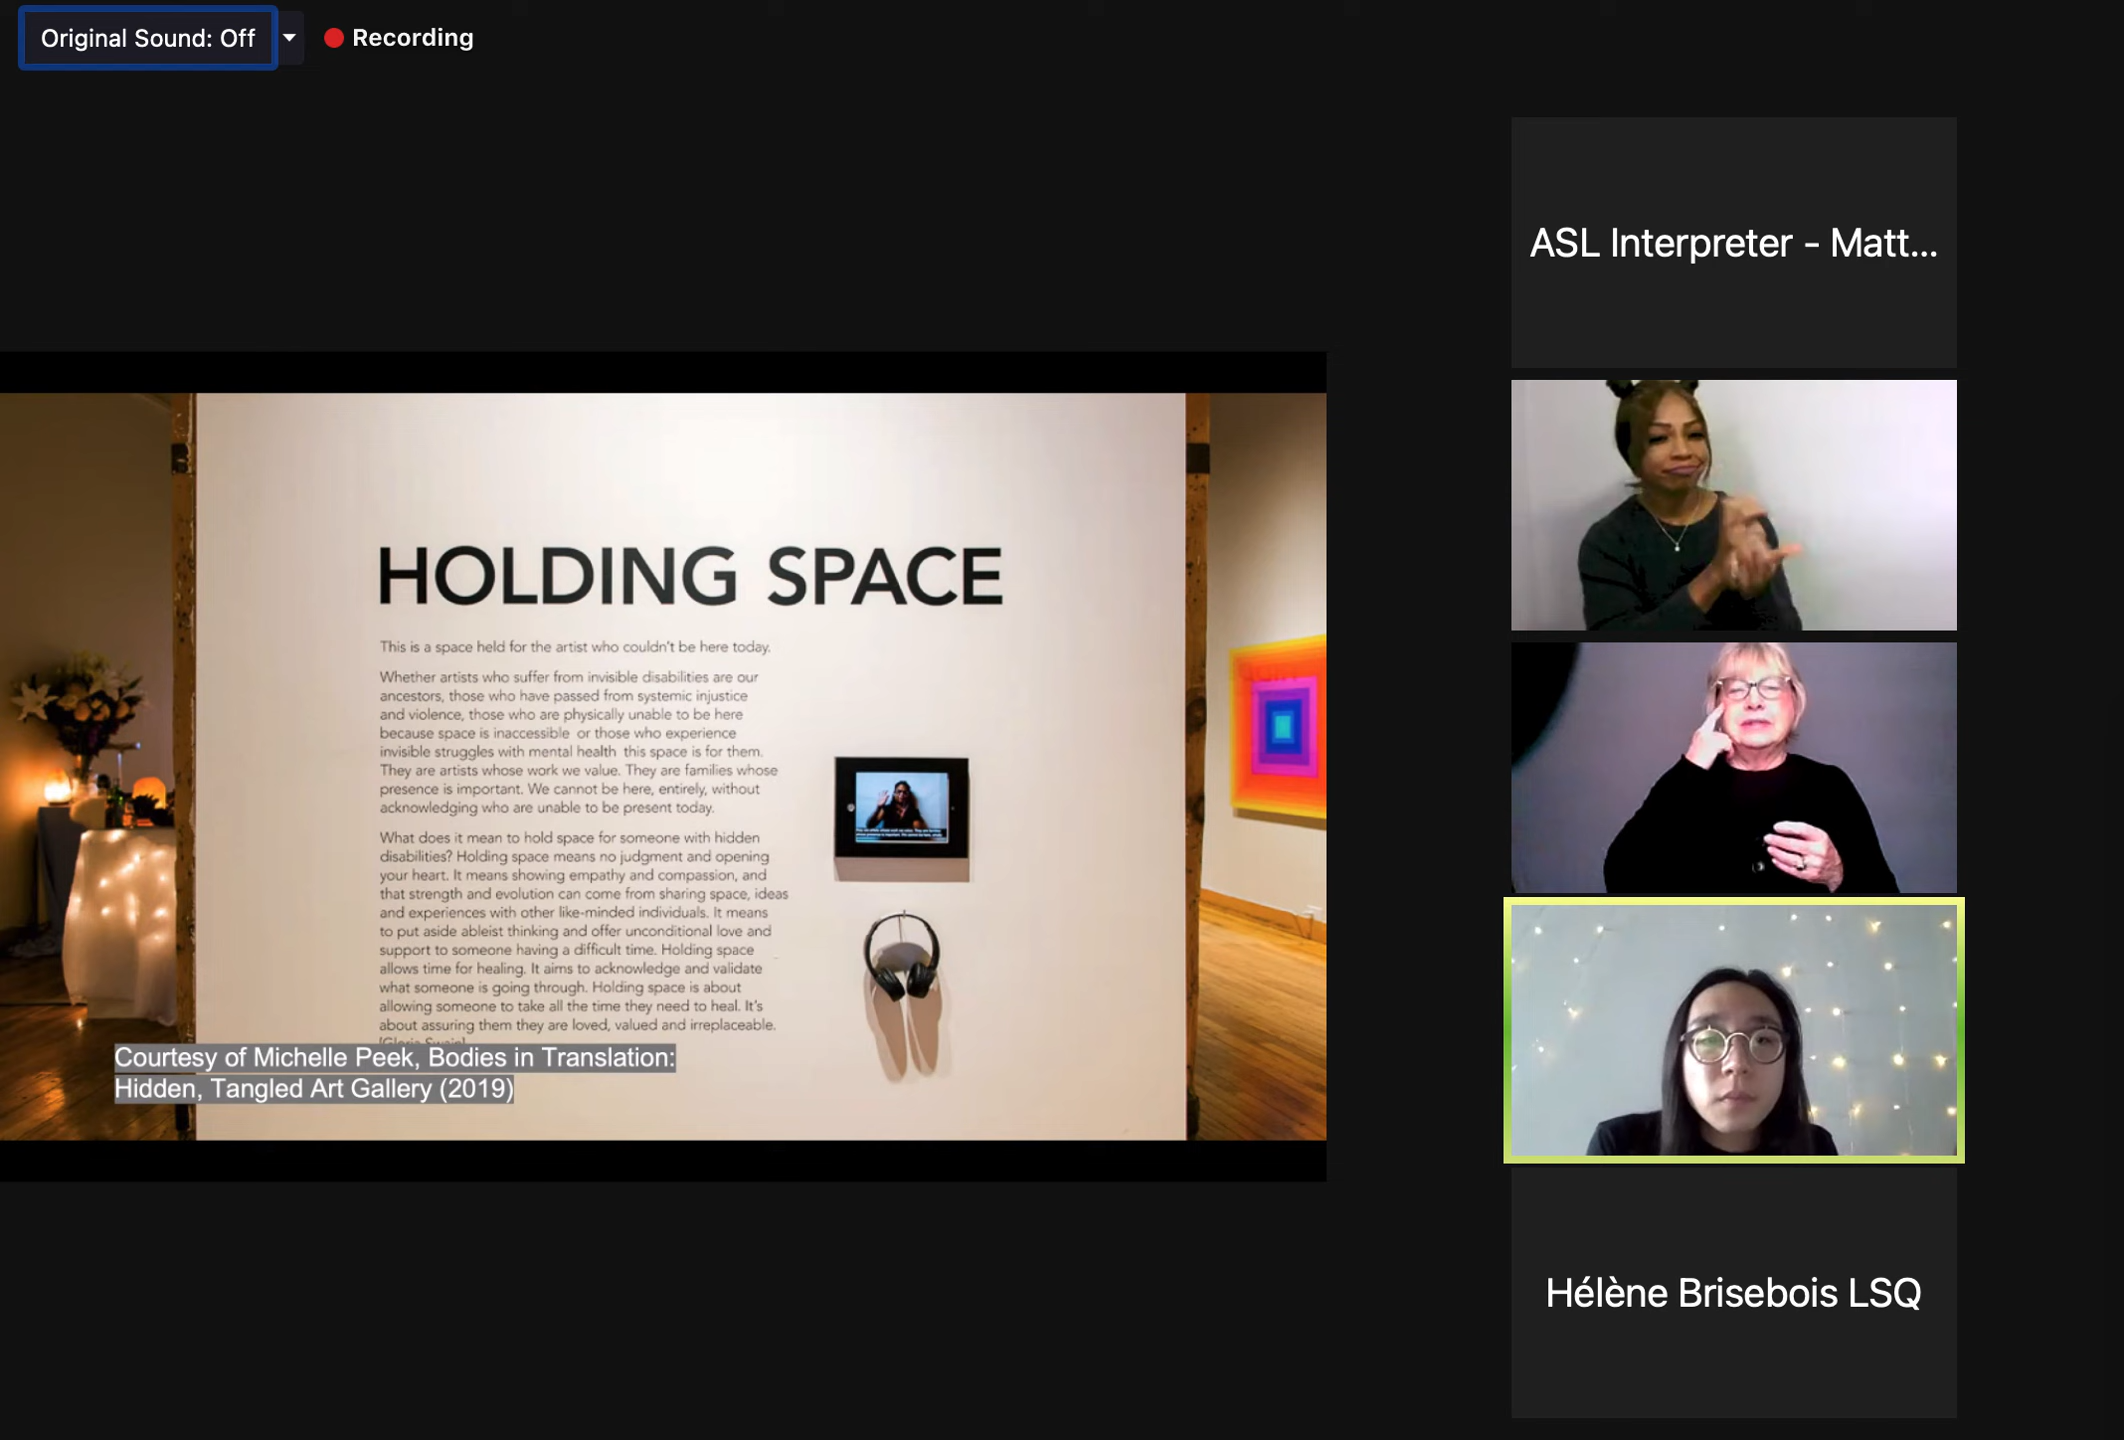 Original Sound: Off
Recording
ASL Interpreter - Matt...
HOLDING SPACE
This is a space held for the artist who couldn't be here today.
Whether artists who suffer from invisible disabilities are our
ancestors, those who have passed from systemic injustice
and violence, those who are physically unable to be here
because space is inaccessible or those who experience
invisible struggles with mental health this space is for them.
They are artists whose work we value. They are families whose
presence is important. We cannot be here, entirely, without
acknowledging who are unable to be present today.
What does it mean to hold space for someone with hidden
disabilities? Holding space means no judgment and opening
your heart. It means showing empathy and compassion, and
that strength and evolution can come from sharing space, ideas
and experiences with other like-minded individuals. It means
to put aside ableist thinking and offer unconditional love and
support to someone having a difficult time. Holding space
allows time for healing. It aims to acknowledge and validate
what someone is going through. Holding space is about
allowing someone to take all the time they need to heal. It's
about assuring them they are loved, valued and irreplaceable.
Courtesy of Michelle Peek, Bodies in Translation:
Hidden, Tangled Art Gallery (2019)
Hélène Brisebois LSQ